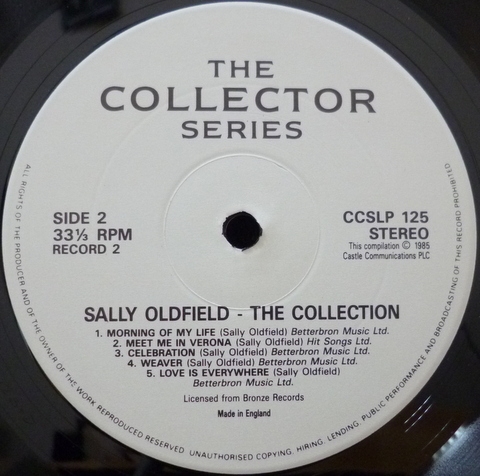 THE
COLLECTOR
SERIES
SIDE 2
33⅓ RPM
RECORD 2
CCSLP 125
STEREO
This compilation © 1985
Castle Communications PLC
SALLY OLDFIELD - THE COLLECTION
1. MORNING OF MY LIFE (Sally Oldfield) Betterbron Music Ltd.
2. MEET ME IN VERONA (Sally Oldfield) Hit Songs Ltd.
3. CELEBRATION (Sally Oldfield) Betterbron Music Ltd.
4. WEAVER (Sally Oldfield) Betterbron Music Ltd.
5. LOVE IS EVERYWHERE (Sally Oldfield)
Betterbron Music Ltd.
Licensed from Bronze Records
Made in England
ALL RIGHTS OF THE PRODUCER AND OF THE OWNER OF THE WORK REPRODUCED RESERVED. UNAUTHORISED COPYING, HIRING, LENDING, PUBLIC PERFORMANCE AND BROADCASTING OF THIS RECORD PROHIBITED.